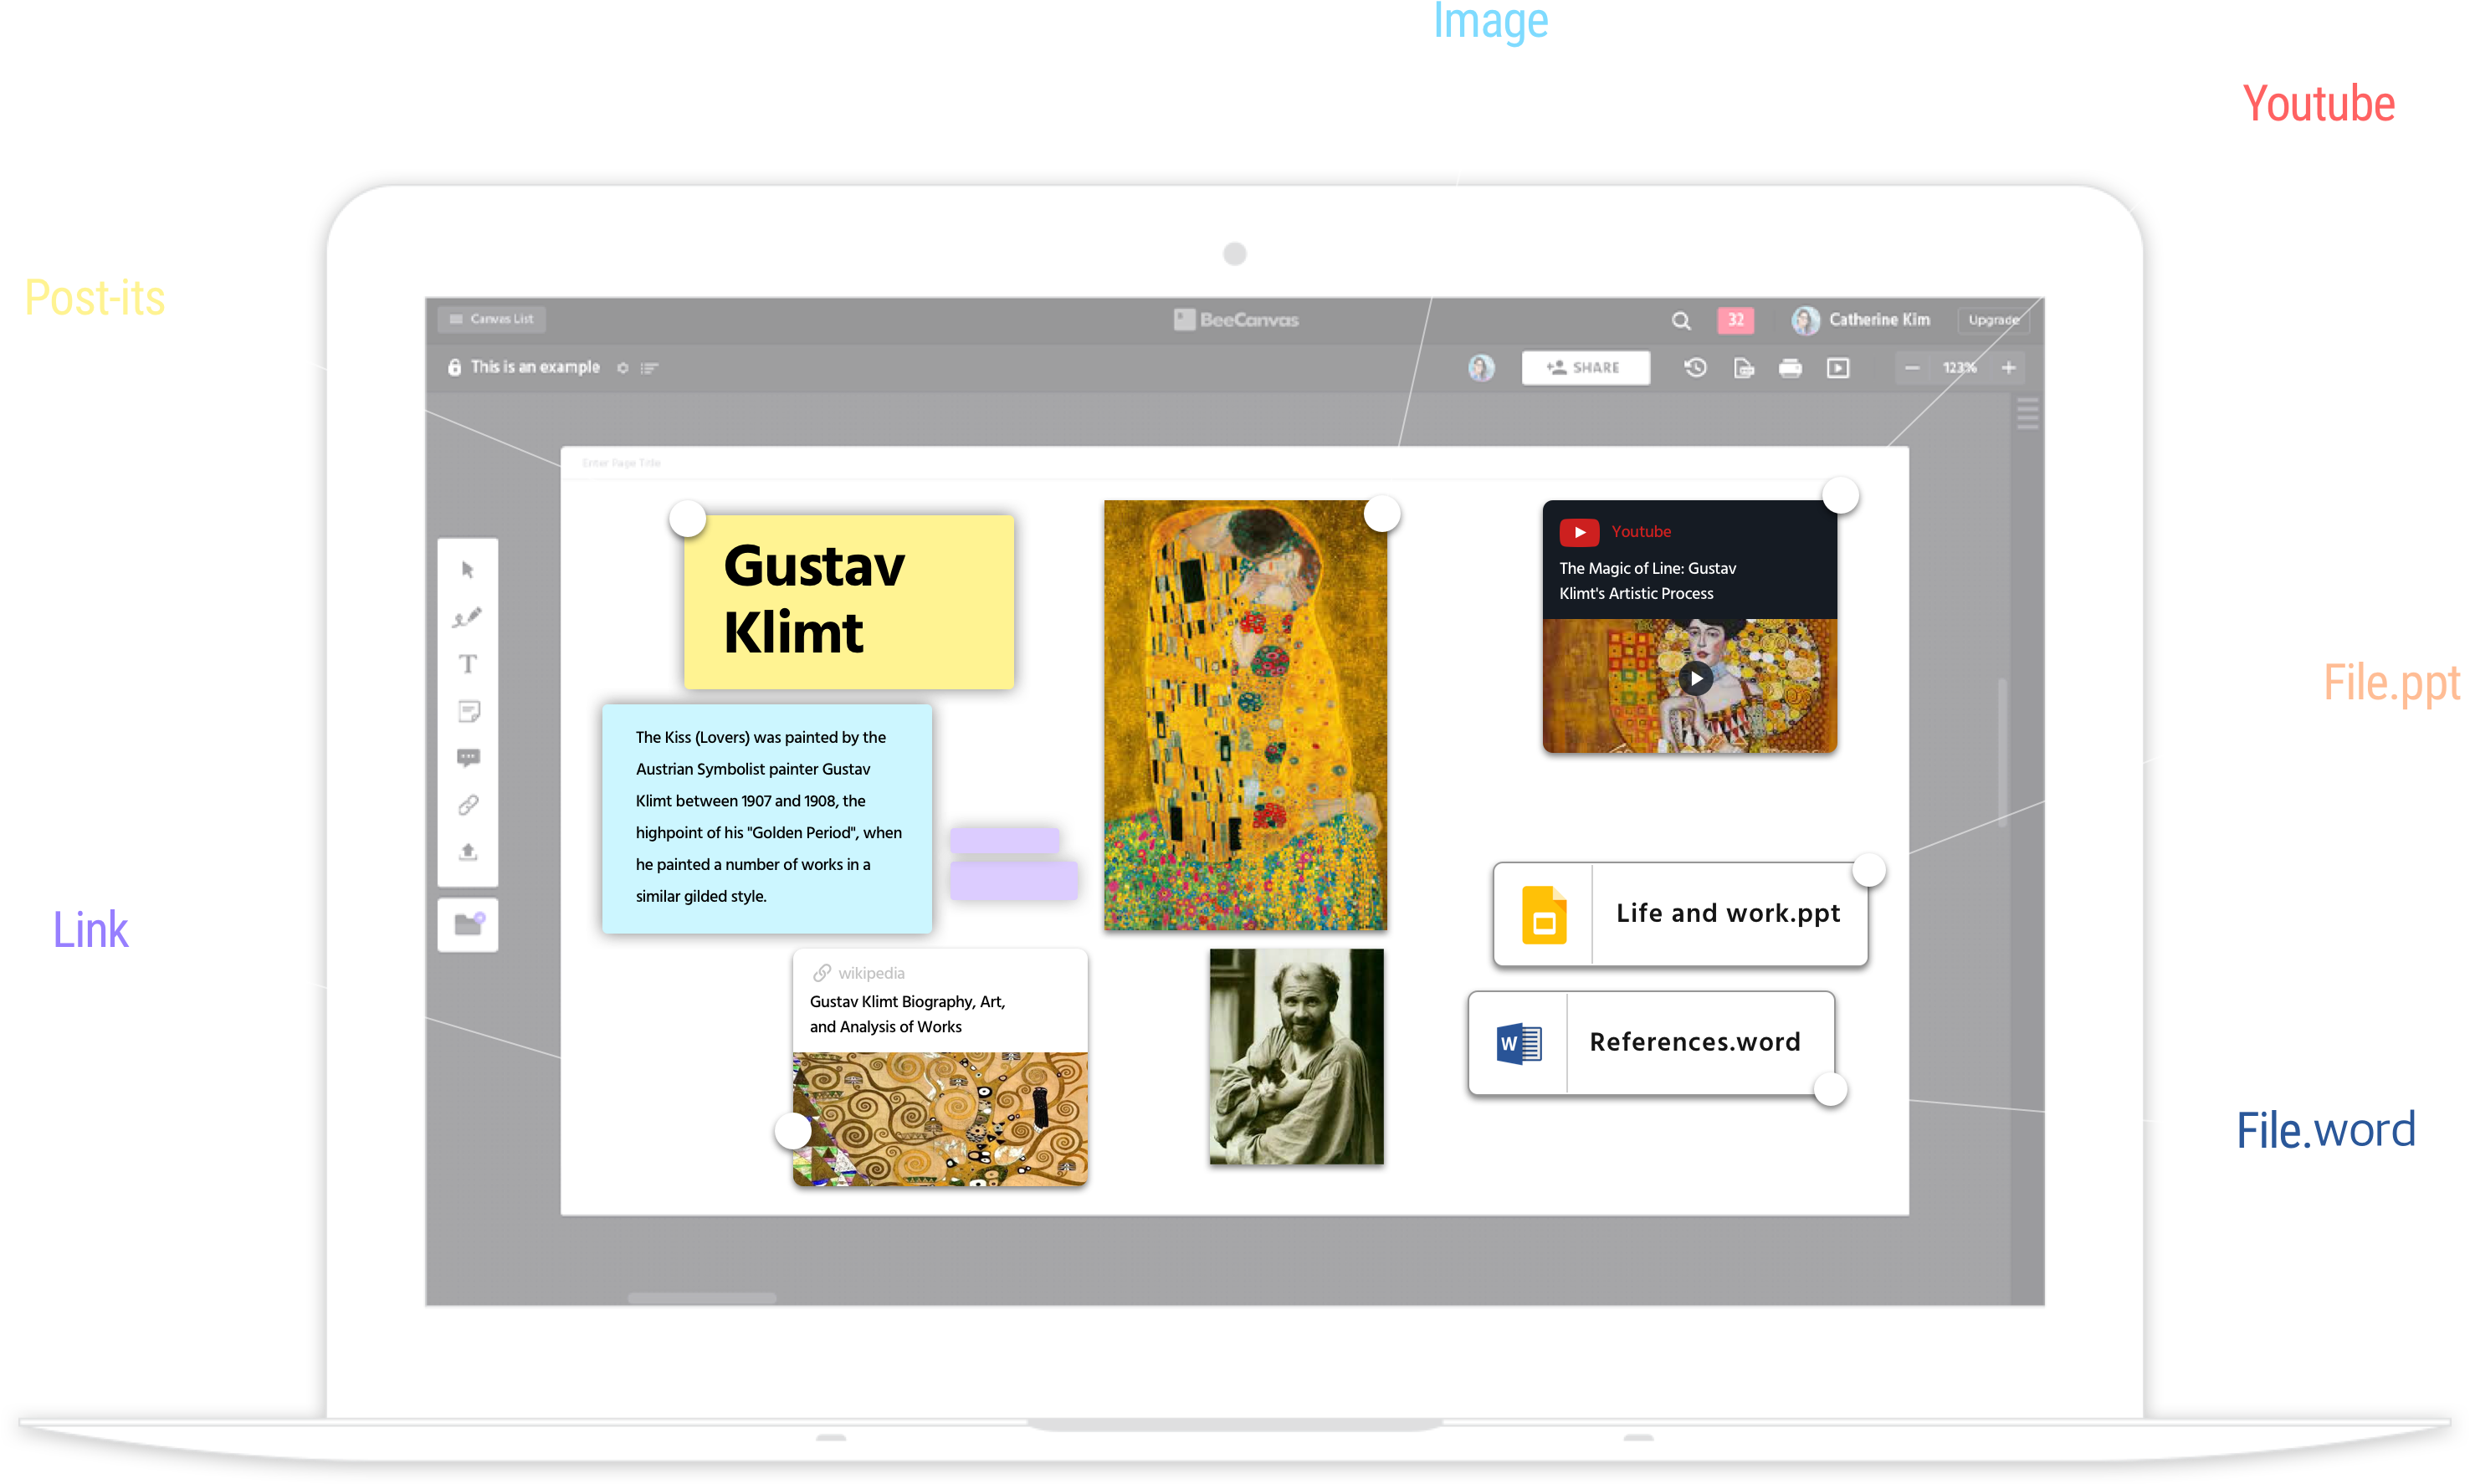 Image
Youtube
Post-its
Canvas List
BeeCanvas
32
Catherine Kim
Upgrade
This is an example
SHARE
123%
Enter Page Title
Gustav
Klimt
Youtube
The Magic of Line: Gustav
Klimt's Artistic Process
T
File.ppt
The Kiss (Lovers) was painted by the
Austrian Symbolist painter Gustav
Klimt between 1907 and 1908, the
highpoint of his "Golden Period", when
he painted a number of works in a
similar gilded style.
Life and work.ppt
Link
wikipedia
Gustav Klimt Biography, Art,
and Analysis of Works
W
References.word
File.word